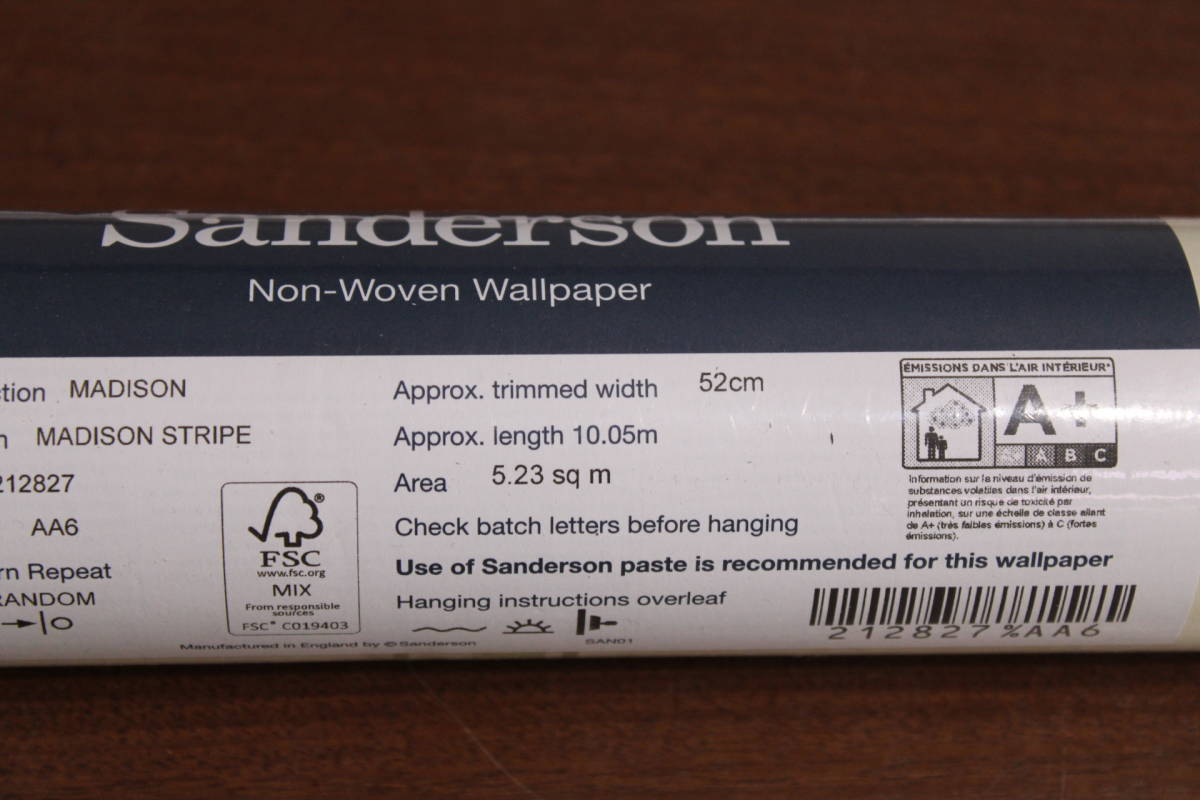 Sanderson
Non-Woven Wallpaper
ction MADISON
n MADISON STRIPE
212827
AA6
rn Repeat
RANDOM
FSC®
www.fsc.org
MIX
From responsible
sources
FSC® C019403
Manufactured in England by © Sanderson
Approx. trimmed width 52cm
Approx. length 10.05m
Area 5.23 sq m
Check batch letters before hanging
Use of Sanderson paste is recommended for this wallpaper
Hanging instructions overleaf
SAN01
ÉMISSIONS DANS L'AIR INTÉRIEUR*
A+
A+ A B C
Information sur le niveau d'émission de
substances volatiles dans l'air intérieur,
présentant un risque de toxicité par
inhalation, sur une échelle de classe allant
de A+ (très faibles émissions) à C (fortes
émissions).
212827%AA6